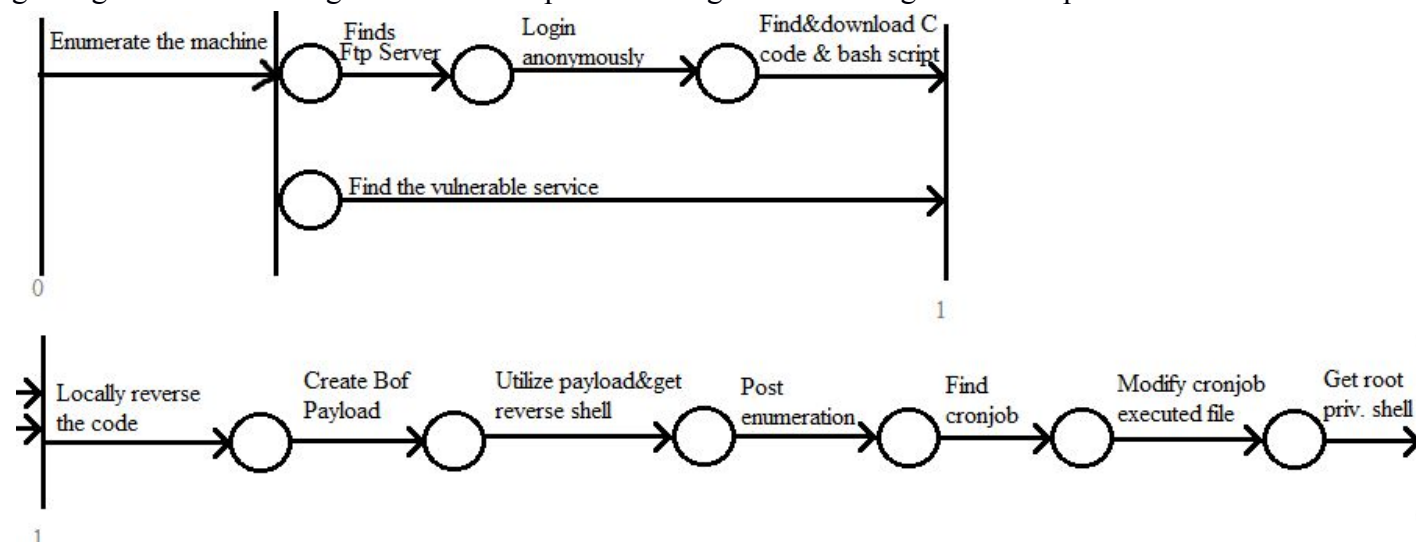 Enumerate the machine
Finds
Ftp Server
Login
anonymously
Find&download C
code & bash script
Find the vulnerable service
0
1
Locally reverse
the code
Create Bof
Payload
Utilize payload&get
reverse shell
Post
enumeration
Find
cronjob
Modify cronjob
executed file
Get root
priv. shell
1